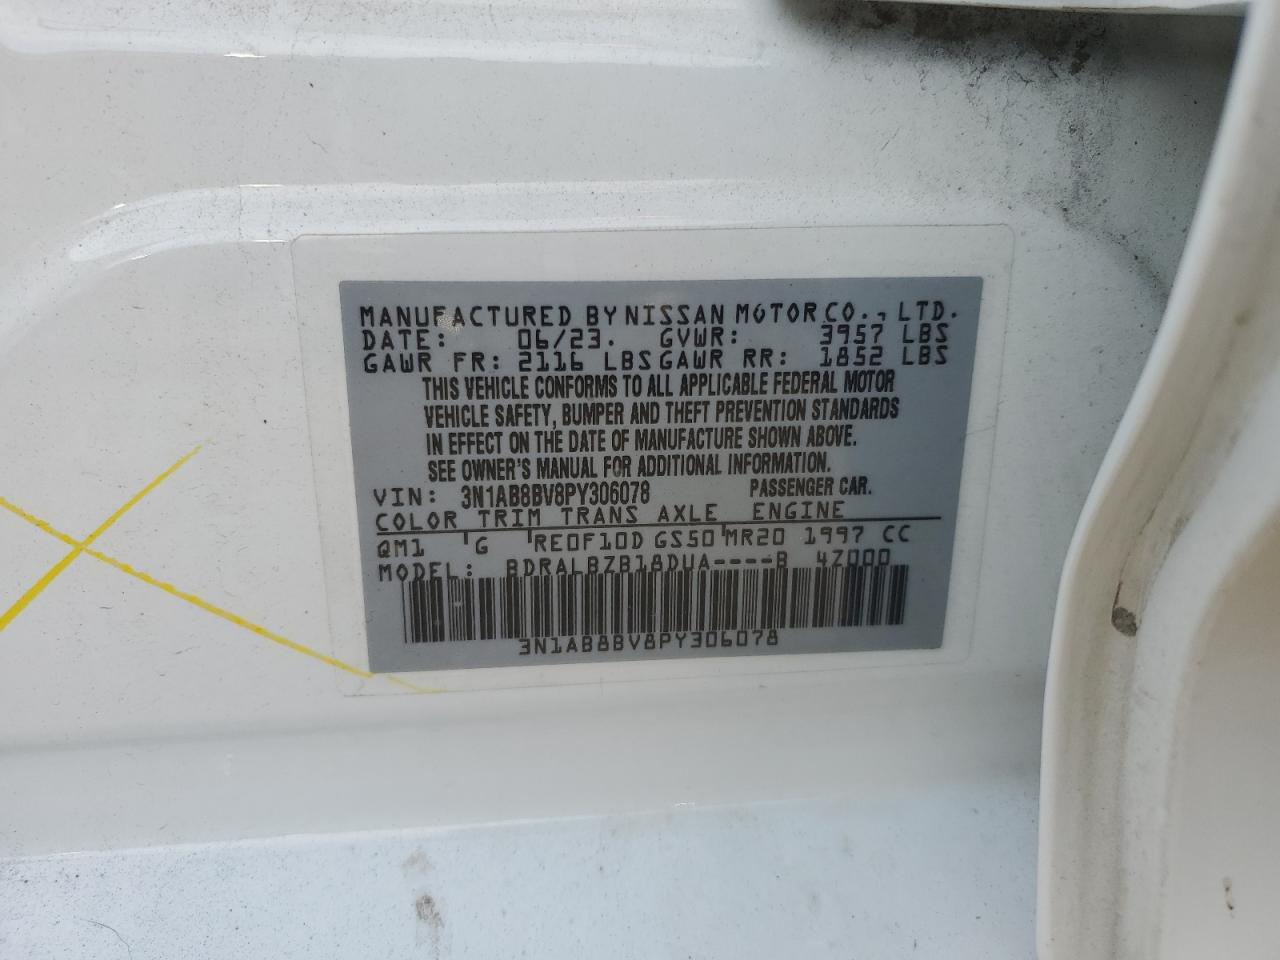 MANUFACTURED BY NISSAN MOTOR CO., LTD.
DATE: 06/23. GVWR: 3957 LBS
GAWR FR: 2116 LBS GAWR RR: 1852 LBS
THIS VEHICLE CONFORMS TO ALL APPLICABLE FEDERAL MOTOR
VEHICLE SAFETY, BUMPER AND THEFT PREVENTION STANDARDS
IN EFFECT ON THE DATE OF MANUFACTURE SHOWN ABOVE.
SEE OWNER'S MANUAL FOR ADDITIONAL INFORMATION.
VIN: 3N1AB8BV8PY306078 PASSENGER CAR.
COLOR TRIM TRANS AXLE ENGINE
QM1 G RE0F10D GS50 MR20 1997 CC
MODEL: BDRALBZB18DUA----B 4Z000
3N1AB8BV8PY306078